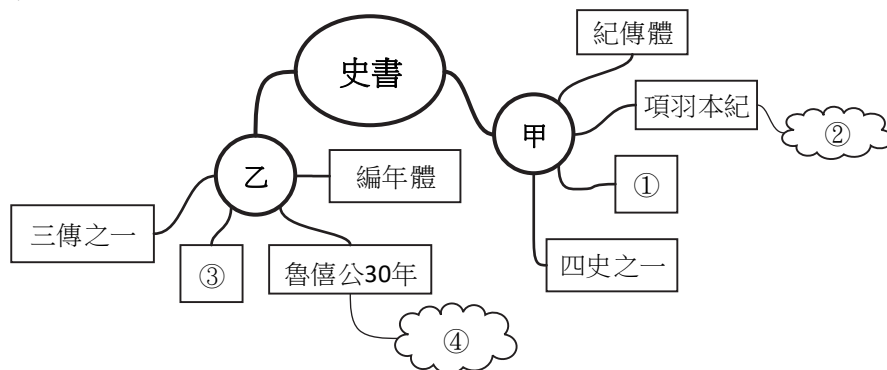 史書
甲
紀傳體
項羽本紀
②
①
四史之一
乙
編年體
三傳之一
③
魯僖公30年
④